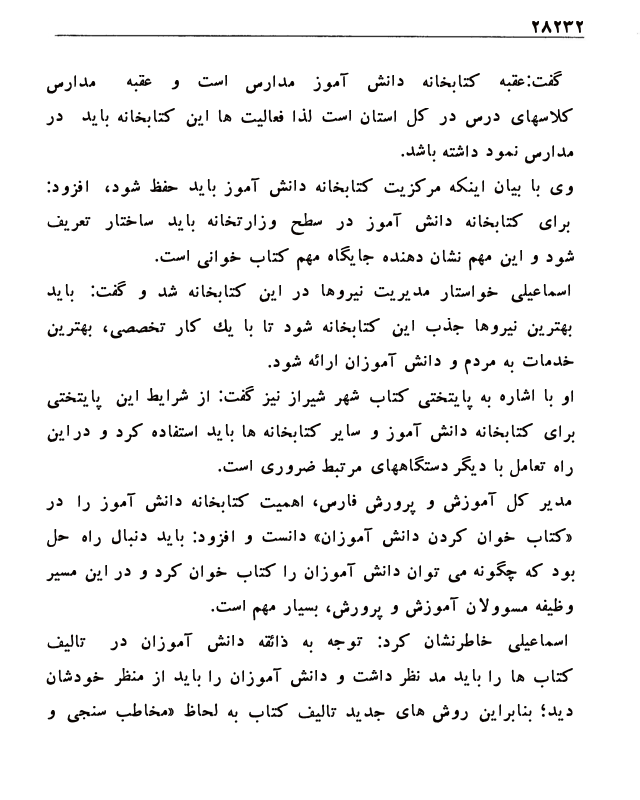 ۲۸۲۳۲
گفت:عقبه کتابخانه دانش آموز مدارس است و عقبه مدارس
کلاسهای درس در کل استان است لذا فعالیت ها این کتابخانه باید در
مدارس نمود داشته باشد.
وی با بیان اینکه مرکزیت کتابخانه دانش آموز باید حفظ شود، افزود:
برای کتابخانه دانش آموز در سطح وزارتخانه باید ساختار تعریف
شود و این مهم نشان دهنده جایگاه مهم کتاب خوانی است.
اسماعیلی خواستار مدیریت نیروها در این کتابخانه شد و گفت: باید
بهترین نیروها جذب این کتابخانه شود تا با یك کار تخصصی، بهترین
خدمات به مردم و دانش آموزان ارائه شود.
او با اشاره به پایتختی کتاب شهر شیراز نیز گفت: از شرایط این پایتختی
برای کتابخانه دانش آموز و سایر کتابخانه ها باید استفاده کرد و دراین
راه تعامل با دیگر دستگاههای مرتبط ضروری است.
مدیر کل آموزش و پرورش فارس، اهمیت کتابخانه دانش آموز را در
«کتاب خوان کردن دانش آموزان» دانست و افزود: باید دنبال راه حل
بود که چگونه می توان دانش آموزان را کتاب خوان کرد و در این مسیر
وظیفه مسوولان آموزش و پرورش، بسیار مهم است.
اسماعیلی خاطرنشان کرد: توجه به ذائقه دانش آموزان در تالیف
کتاب ها را باید مد نظر داشت و دانش آموزان را باید از منظر خودشان
دید؛ بنابراین روش های جدید تالیف کتاب به لحاظ «مخاطب سنجی و